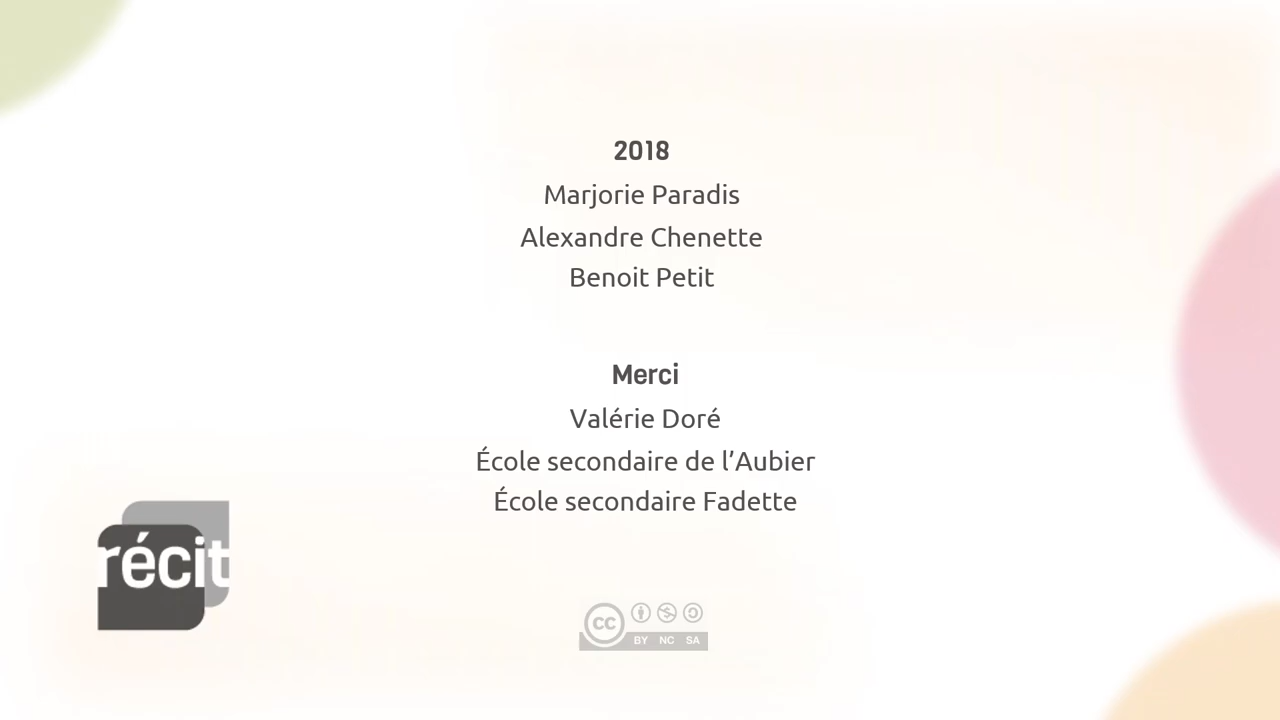 2018
Marjorie Paradis
Alexandre Chenette
Benoit Petit
Merci
Valérie Doré
École secondaire de l’Aubier
École secondaire Fadette
récit
cc
BY NC SA